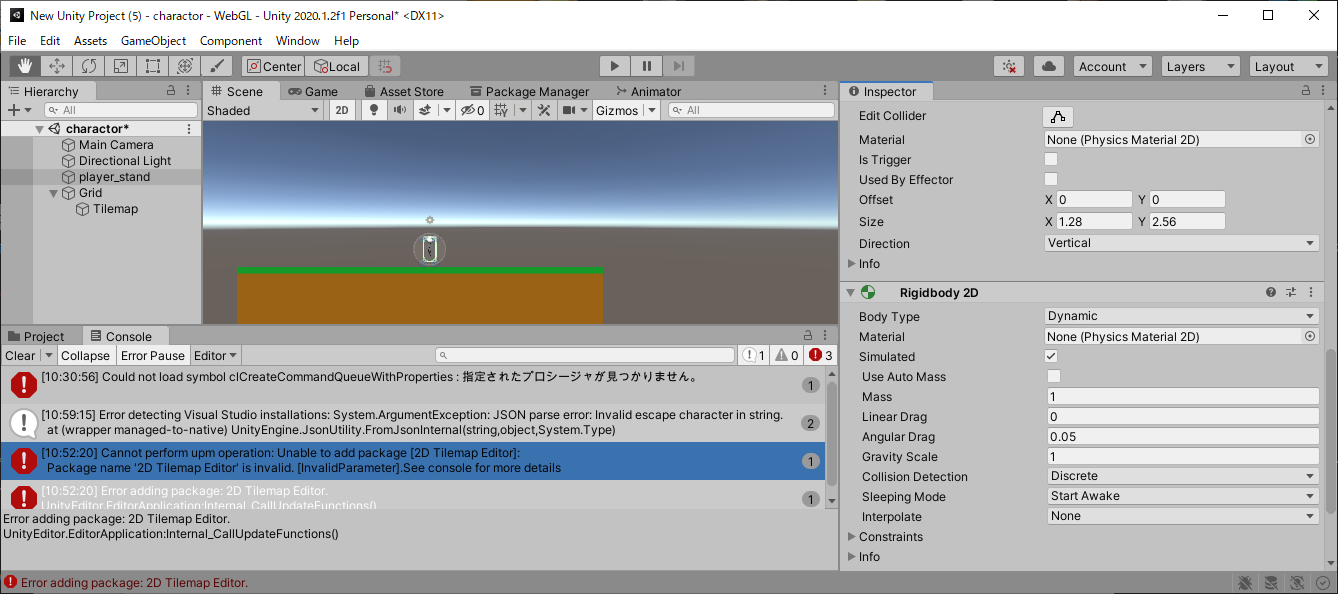 New Unity Project (5) - charactor - WebGL - Unity 2020.1.2f1 Personal* <DX11>
File Edit Assets GameObject Component Window Help
Center Local Account Layers Layout
Hierarchy
All
charactor*
Main Camera
Directional Light
player_stand
Grid
Tilemap
Scene Game Asset Store Package Manager Animator
Shaded 2D 0 Gizmos All
Project Console
Clear Collapse Error Pause Editor 1 0 3
[10:30:56] Could not load symbol clCreateCommandQueueWithProperties : 指定されたプロシージャが見つかりません。 1
[10:59:15] Error detecting Visual Studio installations: System.ArgumentException: JSON parse error: Invalid escape character in string.
at (wrapper managed-to-native) UnityEngine.JsonUtility.FromJsonInternal(string,object,System.Type) 2
[10:52:20] Cannot perform upm operation: Unable to add package [2D Tilemap Editor]:
Package name '2D Tilemap Editor' is invalid. [InvalidParameter].See console for more details 1
[10:52:20] Error adding package: 2D Tilemap Editor.
UnityEditor.EditorApplication:Internal_CallUpdateFunctions() 1
Error adding package: 2D Tilemap Editor.
UnityEditor.EditorApplication:Internal_CallUpdateFunctions()
Inspector
Edit Collider
Material None (Physics Material 2D)
Is Trigger
Used By Effector
Offset X 0 Y 0
Size X 1.28 Y 2.56
Direction Vertical
Info
Rigidbody 2D
Body Type Dynamic
Material None (Physics Material 2D)
Simulated
Use Auto Mass
Mass 1
Linear Drag 0
Angular Drag 0.05
Gravity Scale 1
Collision Detection Discrete
Sleeping Mode Start Awake
Interpolate None
Constraints
Info
Error adding package: 2D Tilemap Editor.